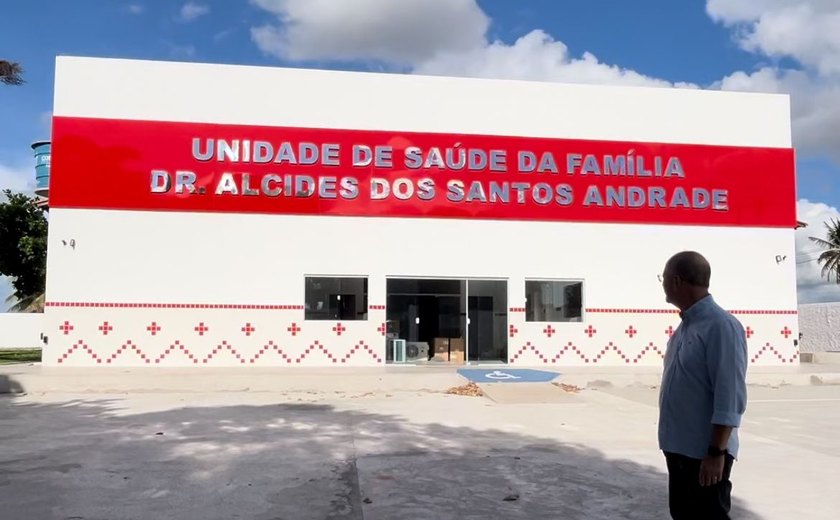 UNIDADE DE SAÚDE DA FAMÍLIA
DR. ALCIDES DOS SANTOS ANDRADE